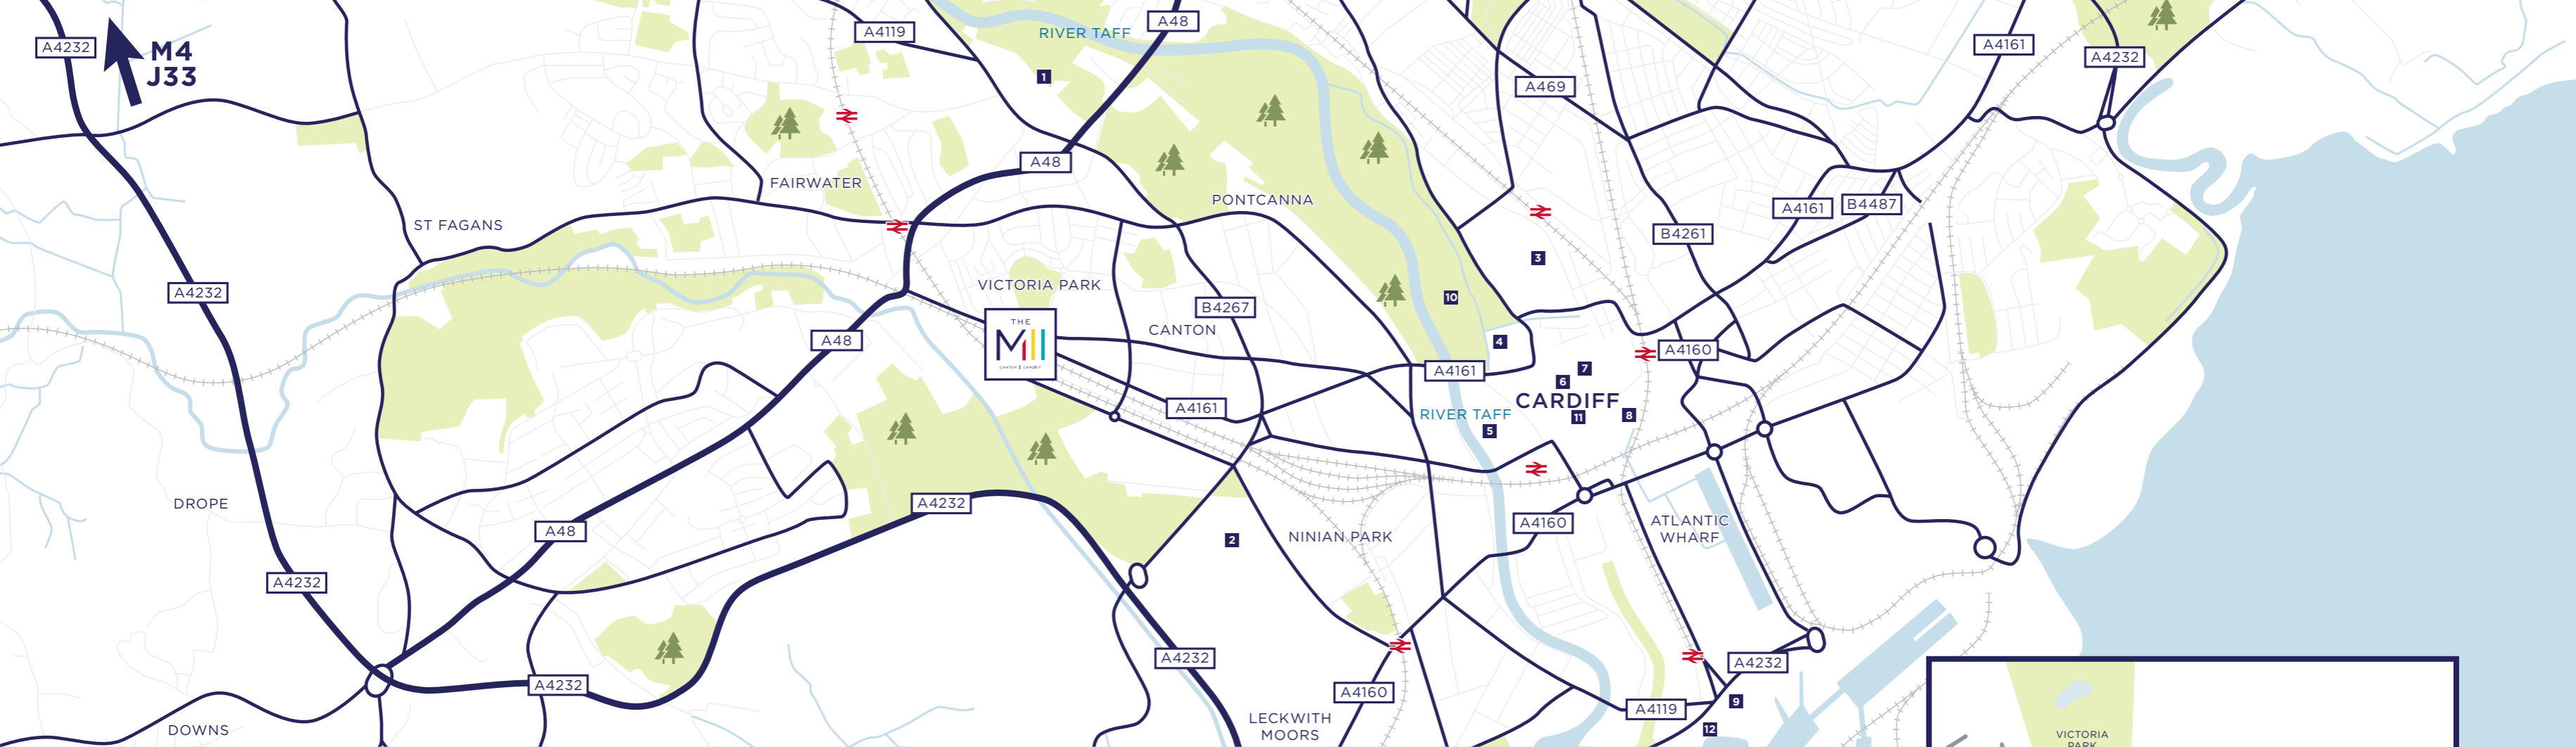 A48
A4119
RIVER TAFF
A4161
A4232
M4
J33
A4232
1
A469
A48
FAIRWATER
PONTCANNA
A4161
B4487
ST FAGANS
B4261
3
VICTORIA PARK
A4232
10
B4267
THE
MILL
CANTON | CARDIFF
CANTON
A48
4
A4160
A4161
7
6
CARDIFF
A4161
RIVER TAFF
11
8
5
DROPE
A4232
A4160
ATLANTIC
WHARF
A48
NINIAN PARK
2
A4232
A4232
A4232
A4232
A4160
9
A4119
LECKWITH
MOORS
12
DOWNS
VICTORIA
PARK